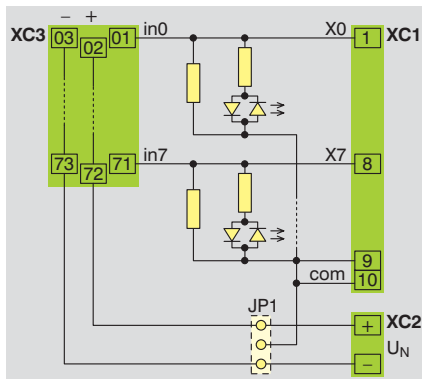 − +
XC3 03 02 01 in0 X0 1 XC1
73 72 71 in7 X7 8
9
com 10
JP1
+ XC2
UN
−